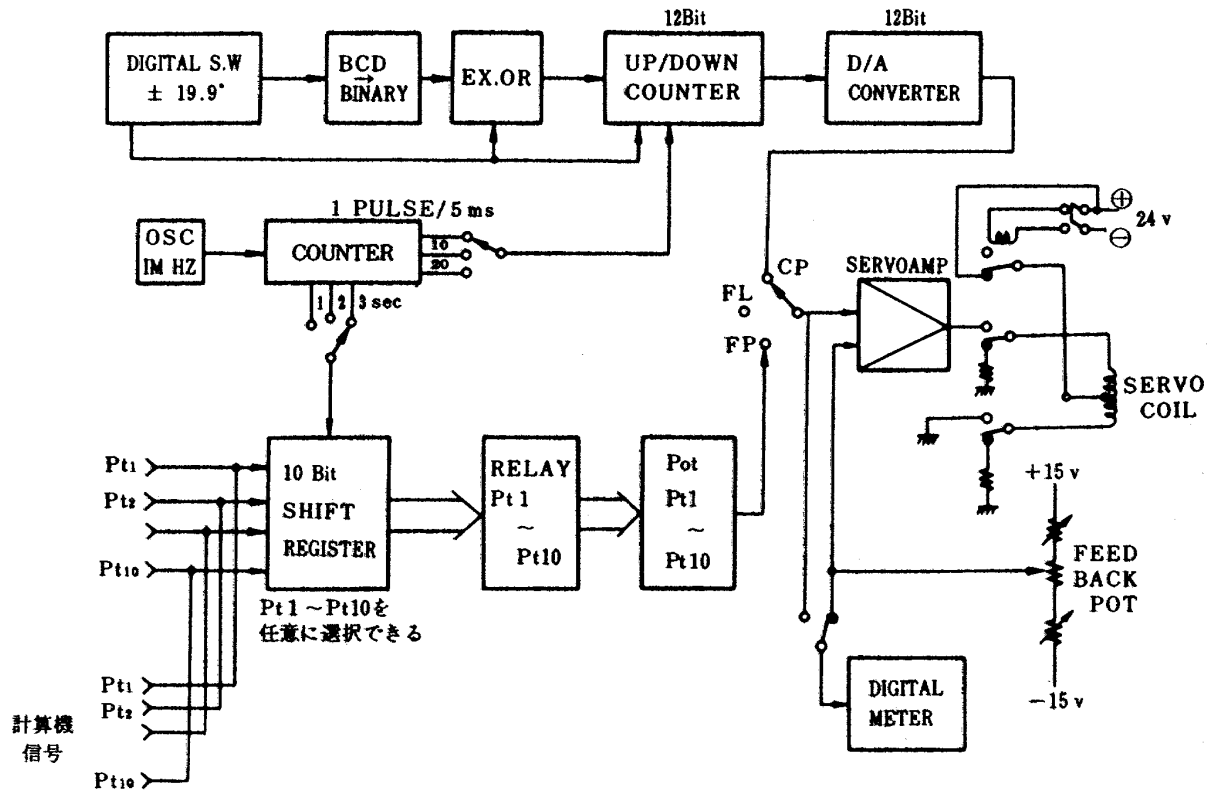 12Bit
12Bit
DIGITAL S.W
± 19.9°
BCD
→
BINARY
EX.OR
UP/DOWN
COUNTER
D/A
CONVERTER
1 PULSE/5 ms
OSC
IM HZ
COUNTER
10
20
1
2
3 sec
CP
FL
FP
SERVOAMP
⊕
24 v
⊖
SERVO
COIL
Pt1
Pt2
Pt10
10 Bit
SHIFT
REGISTER
RELAY
Pt 1
~
Pt10
Pot
Pt1
~
Pt10
+15 v
FEED
BACK
POT
−15 v
Pt 1 ~Pt10を
任意に選択できる
DIGITAL
METER
計算機
信号
Pt1
Pt2
Pt10